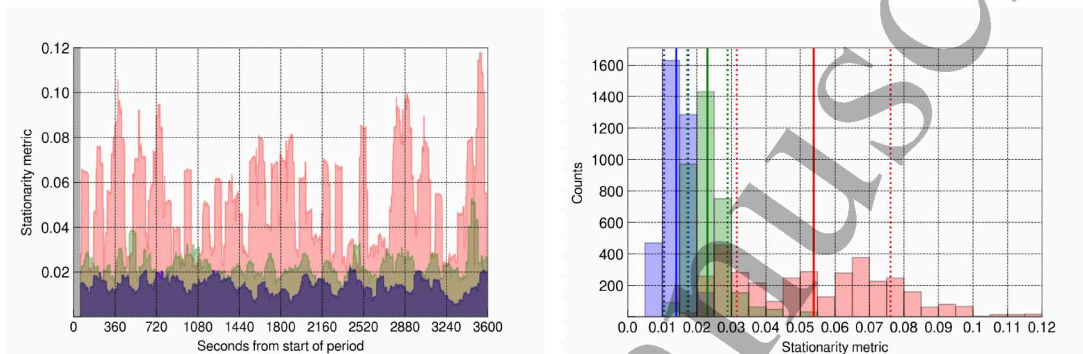 0.12
0.10
0.08
0.06
0.04
0.02
Stationarity metric
0 360 720 1080 1440 1800 2160 2520 2880 3240 3600
Seconds from start of period
1600
1400
1200
1000
800
600
400
200
Counts
0.0 0.01 0.02 0.03 0.04 0.05 0.06 0.07 0.08 0.09 0.1 0.11 0.12
Stationarity metric
nusc